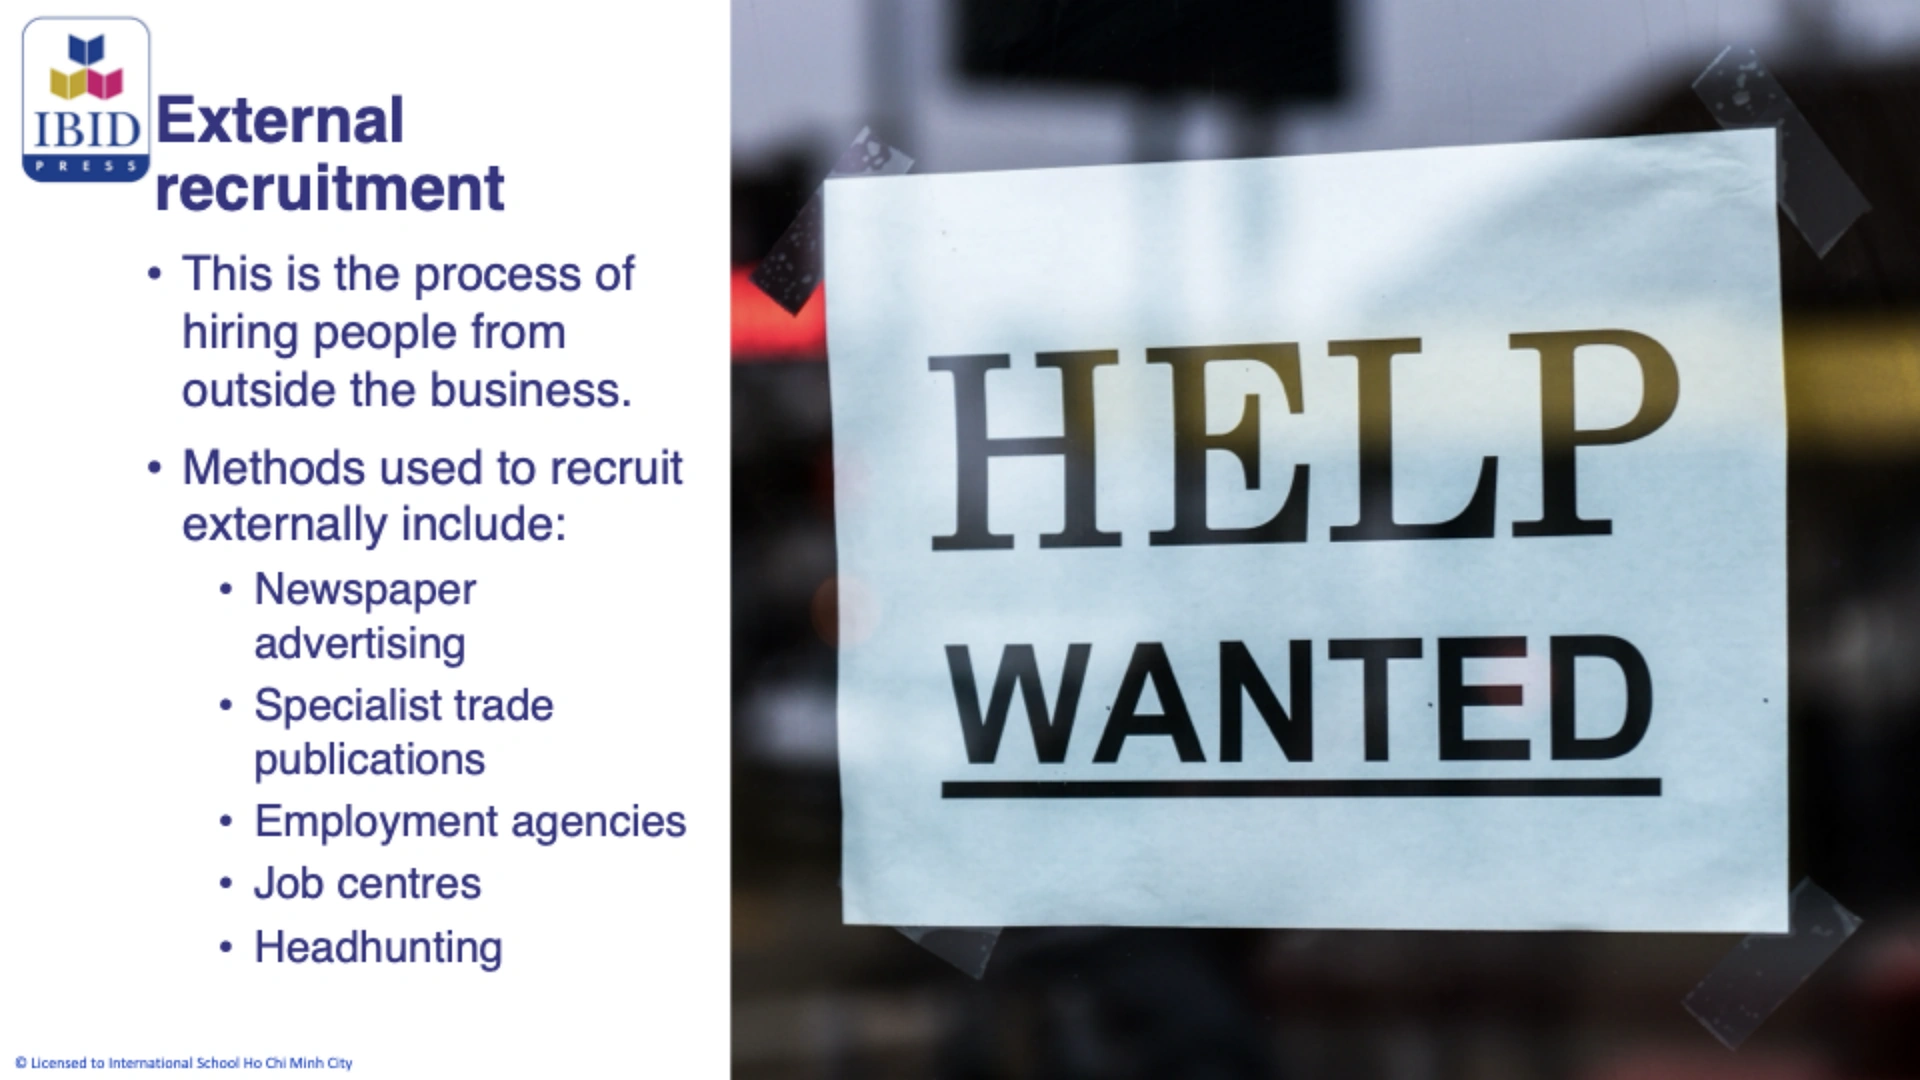 IBID
PRESS
External
recruitment
• This is the process of
hiring people from
outside the business.
• Methods used to recruit
externally include:
• Newspaper
advertising
• Specialist trade
publications
• Employment agencies
• Job centres
• Headhunting
© Licensed to International School Ho Chi Minh City
HELP
WANTED